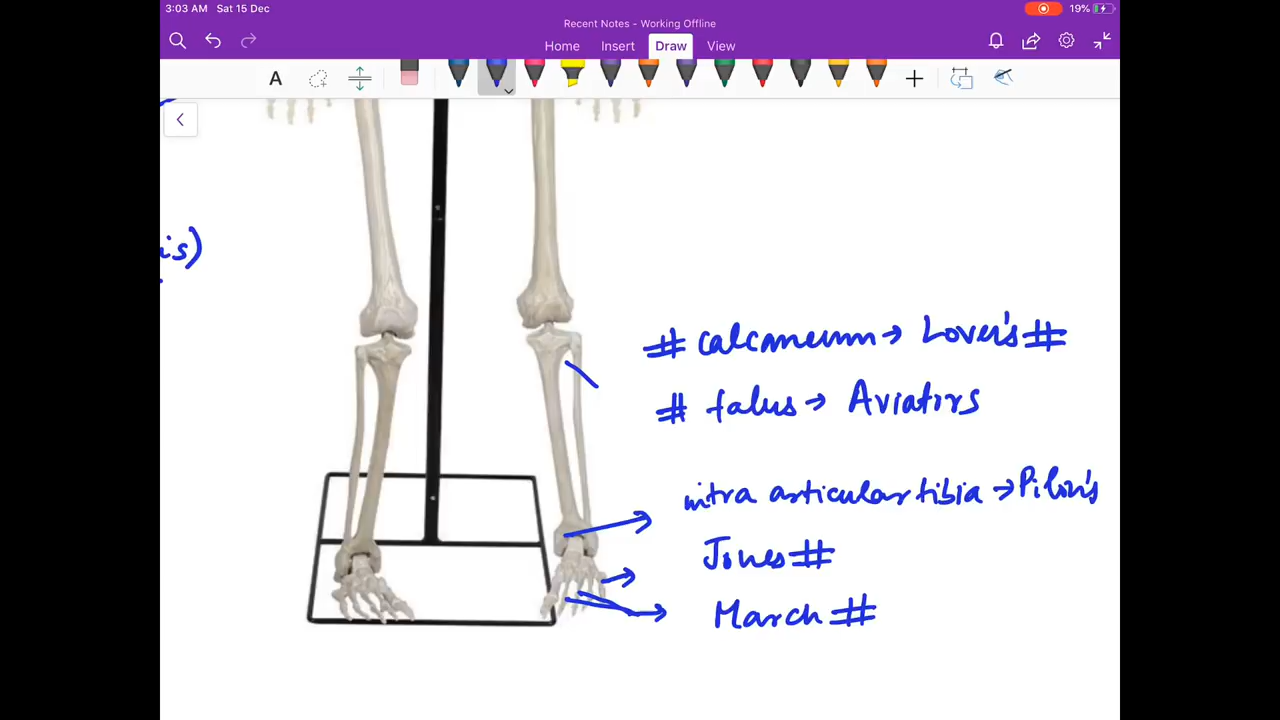 3:03 AM Sat 15 Dec
19%
Recent Notes - Working Offline
Home Insert Draw View
A
is)
# calcaneum → Lover's #
# talus → Aviators
intra articular tibia → Pilon's
Jones #
March #